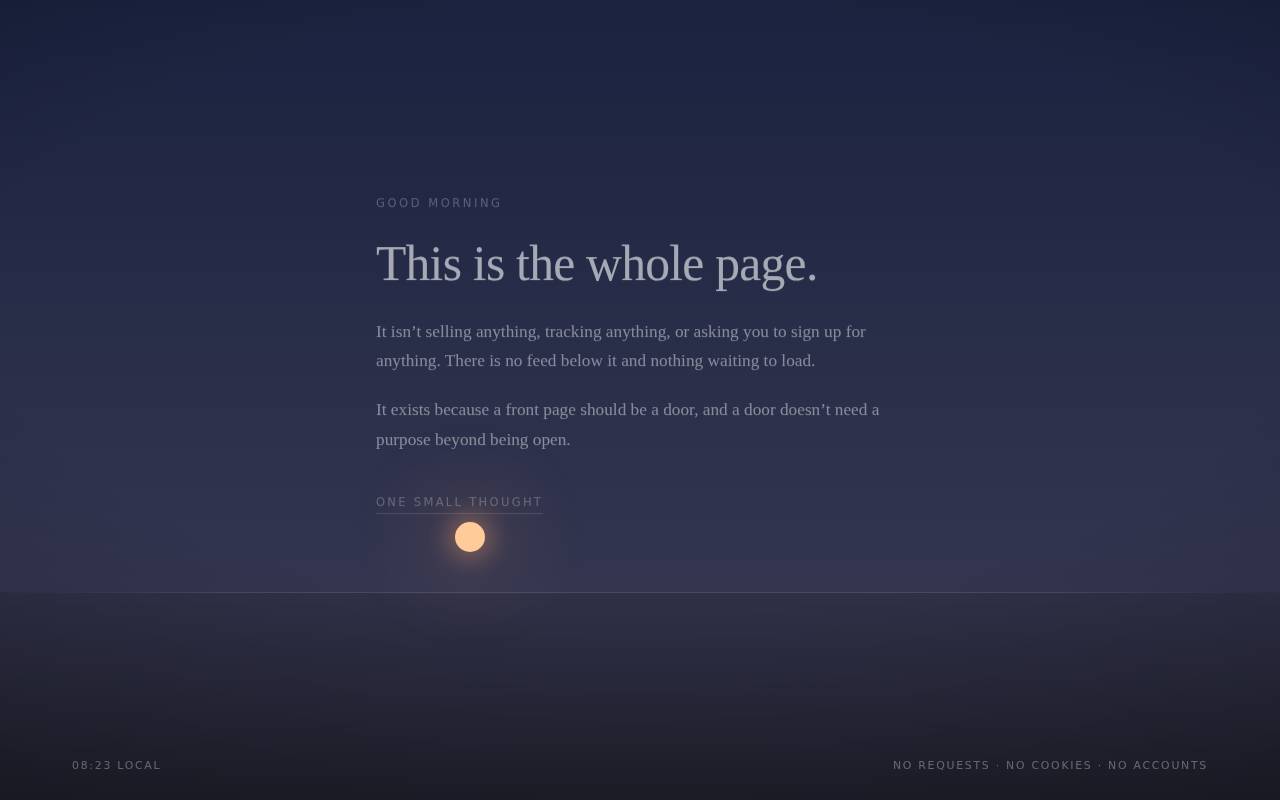 GOOD MORNING
This is the whole page.
It isn’t selling anything, tracking anything, or asking you to sign up for
anything. There is no feed below it and nothing waiting to load.
It exists because a front page should be a door, and a door doesn’t need a
purpose beyond being open.
ONE SMALL THOUGHT
08:23 LOCAL
NO REQUESTS · NO COOKIES · NO ACCOUNTS